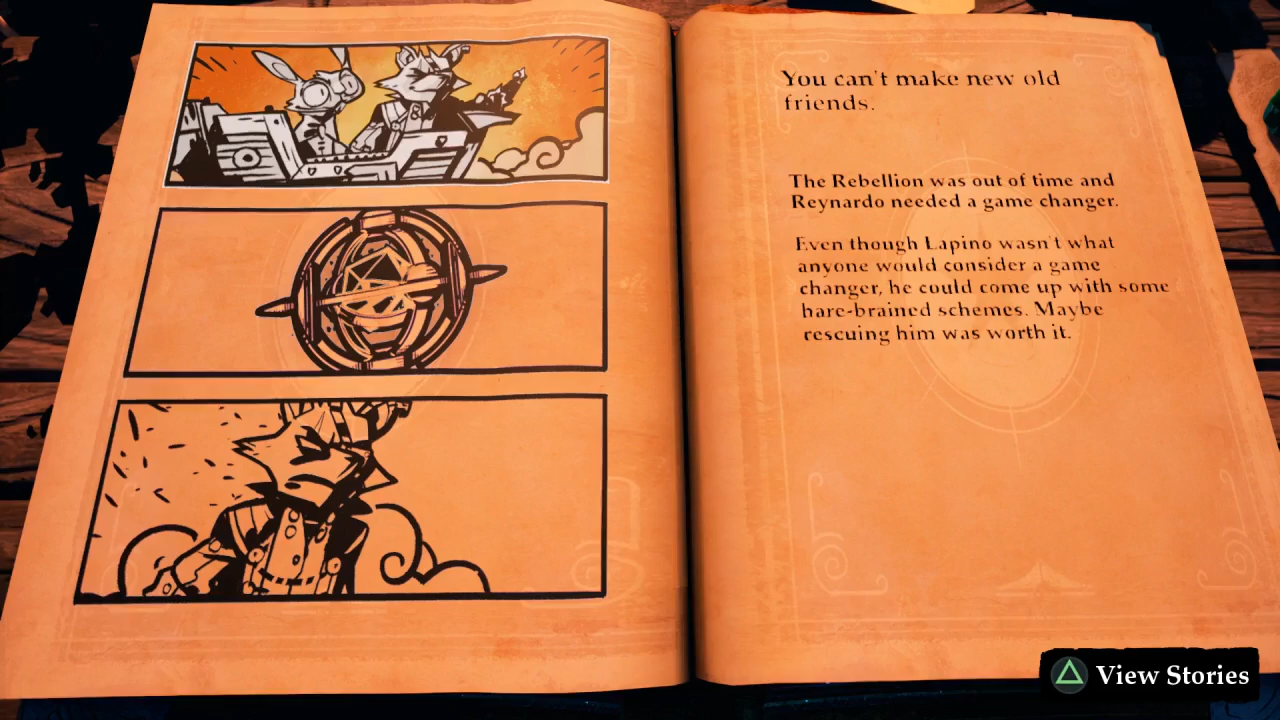 You can't make new old
friends.
The Rebellion was out of time and
Reynardo needed a game changer.
Even though Lapino wasn't what
anyone would consider a game
changer, he could come up with some
hare-brained schemes. Maybe
rescuing him was worth it.
View Stories